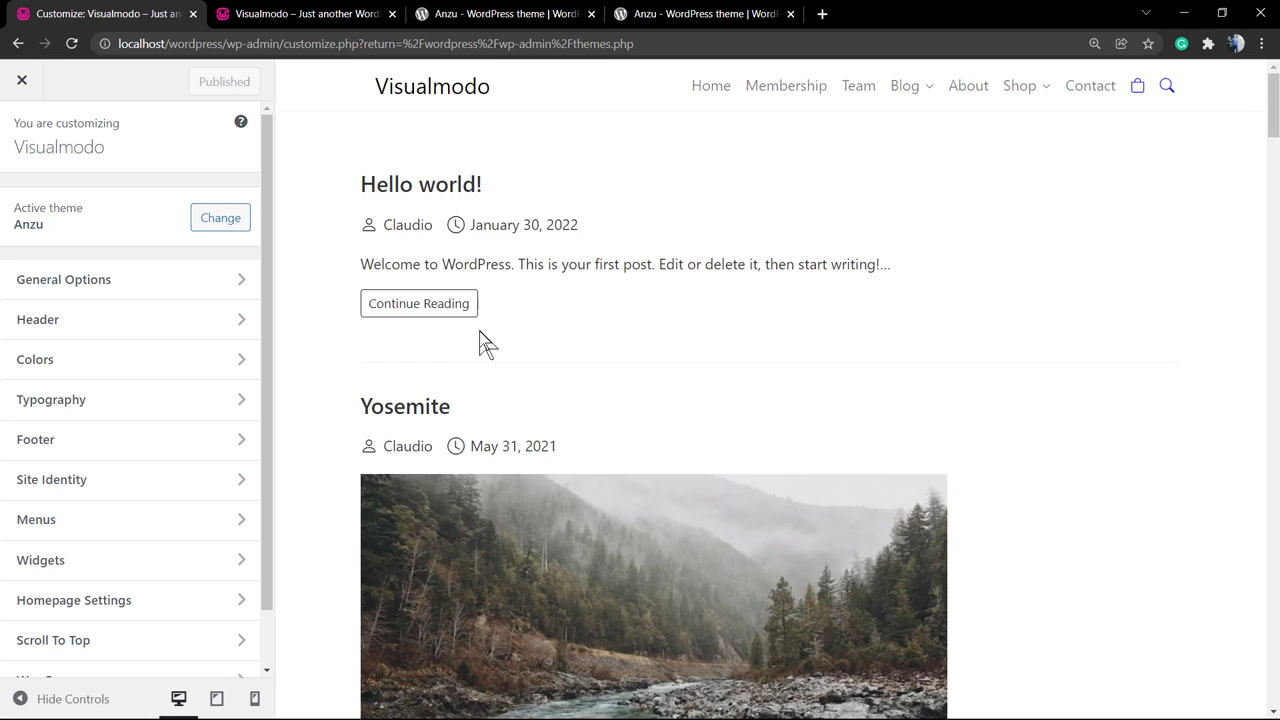 Customize: Visualmodo – Just an
Visualmodo – Just another Word
Anzu - WordPress theme | WordP
Anzu - WordPress theme | WordP
localhost/wordpress/wp-admin/customize.php?return=%2Fwordpress%2Fwp-admin%2Fthemes.php
Published
You are customizing
Visualmodo
Active theme
Anzu
Change
General Options
Header
Colors
Typography
Footer
Site Identity
Menus
Widgets
Homepage Settings
Scroll To Top
Hide Controls
Visualmodo
Home Membership Team Blog About Shop Contact
Hello world!
Claudio January 30, 2022
Welcome to WordPress. This is your first post. Edit or delete it, then start writing!...
Continue Reading
Yosemite
Claudio May 31, 2021